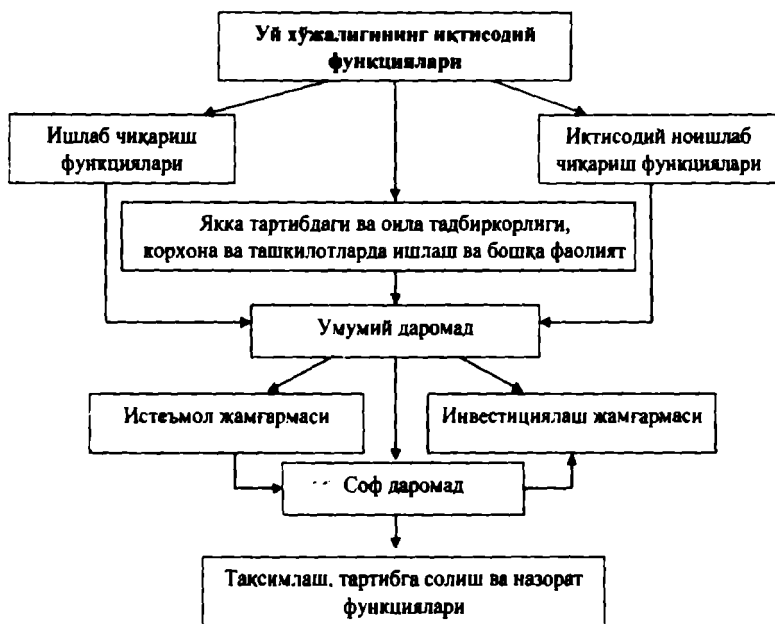 Уй хўжалигининг иқтисодий
функциялари
Ишлаб чиқариш
функциялари
Иқтисодий ноишлаб
чиқариш функциялари
Якка тартибдаги ва оила тадбиркорлиги,
корхона ва ташкилотларда ишлаш ва бошқа фаолият
Умумий даромад
Истеъмол жамғармаси
Инвестициялаш жамғармаси
Соф даромад
Тақсимлаш, тартибга солиш ва назорат
функциялари